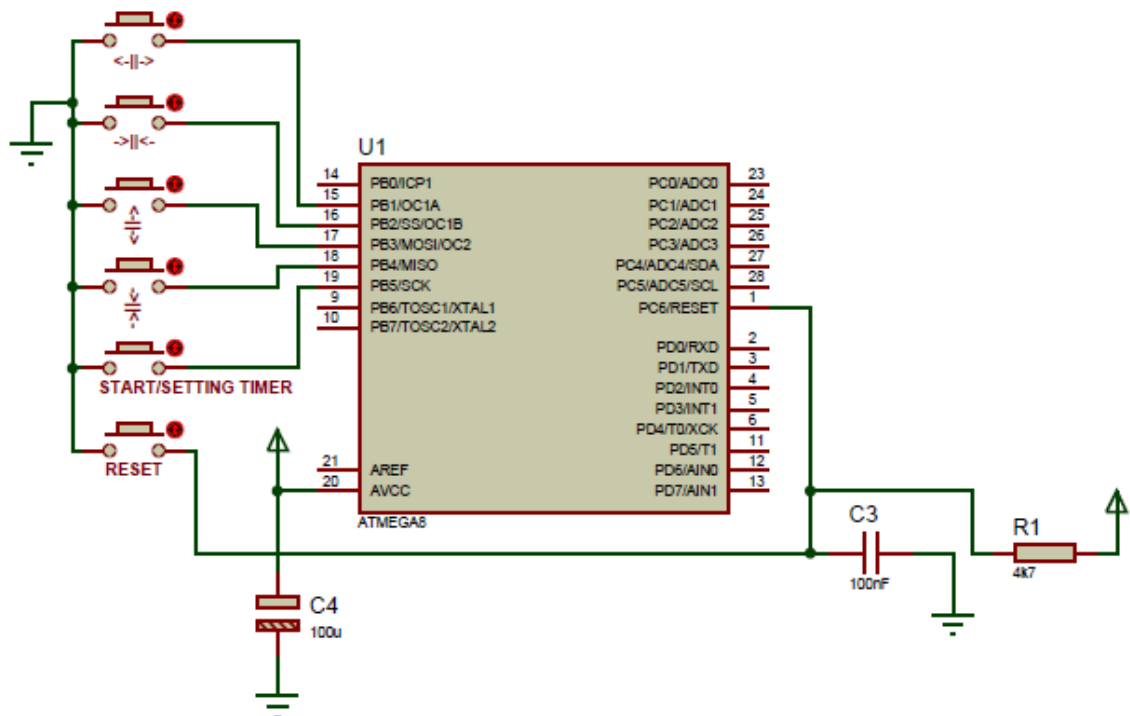 <-||->
->||<-
<-||->
->||<-
START/SETTING TIMER
RESET
U1
14 PB0/ICP1
15 PB1/OC1A
16 PB2/SS/OC1B
17 PB3/MOSI/OC2
18 PB4/MISO
19 PB5/SCK
9 PB6/TOSC1/XTAL1
10 PB7/TOSC2/XTAL2
21 AREF
20 AVCC
PC0/ADC0 23
PC1/ADC1 24
PC2/ADC2 25
PC3/ADC3 26
PC4/ADC4/SDA 27
PC5/ADC5/SCL 28
PC6/RESET 1
PD0/RXD 2
PD1/TXD 3
PD2/INT0 4
PD3/INT1 5
PD4/T0/XCK 6
PD5/T1 11
PD6/AIN0 12
PD7/AIN1 13
ATMEGA8
C3
100nF
R1
4k7
C4
100u